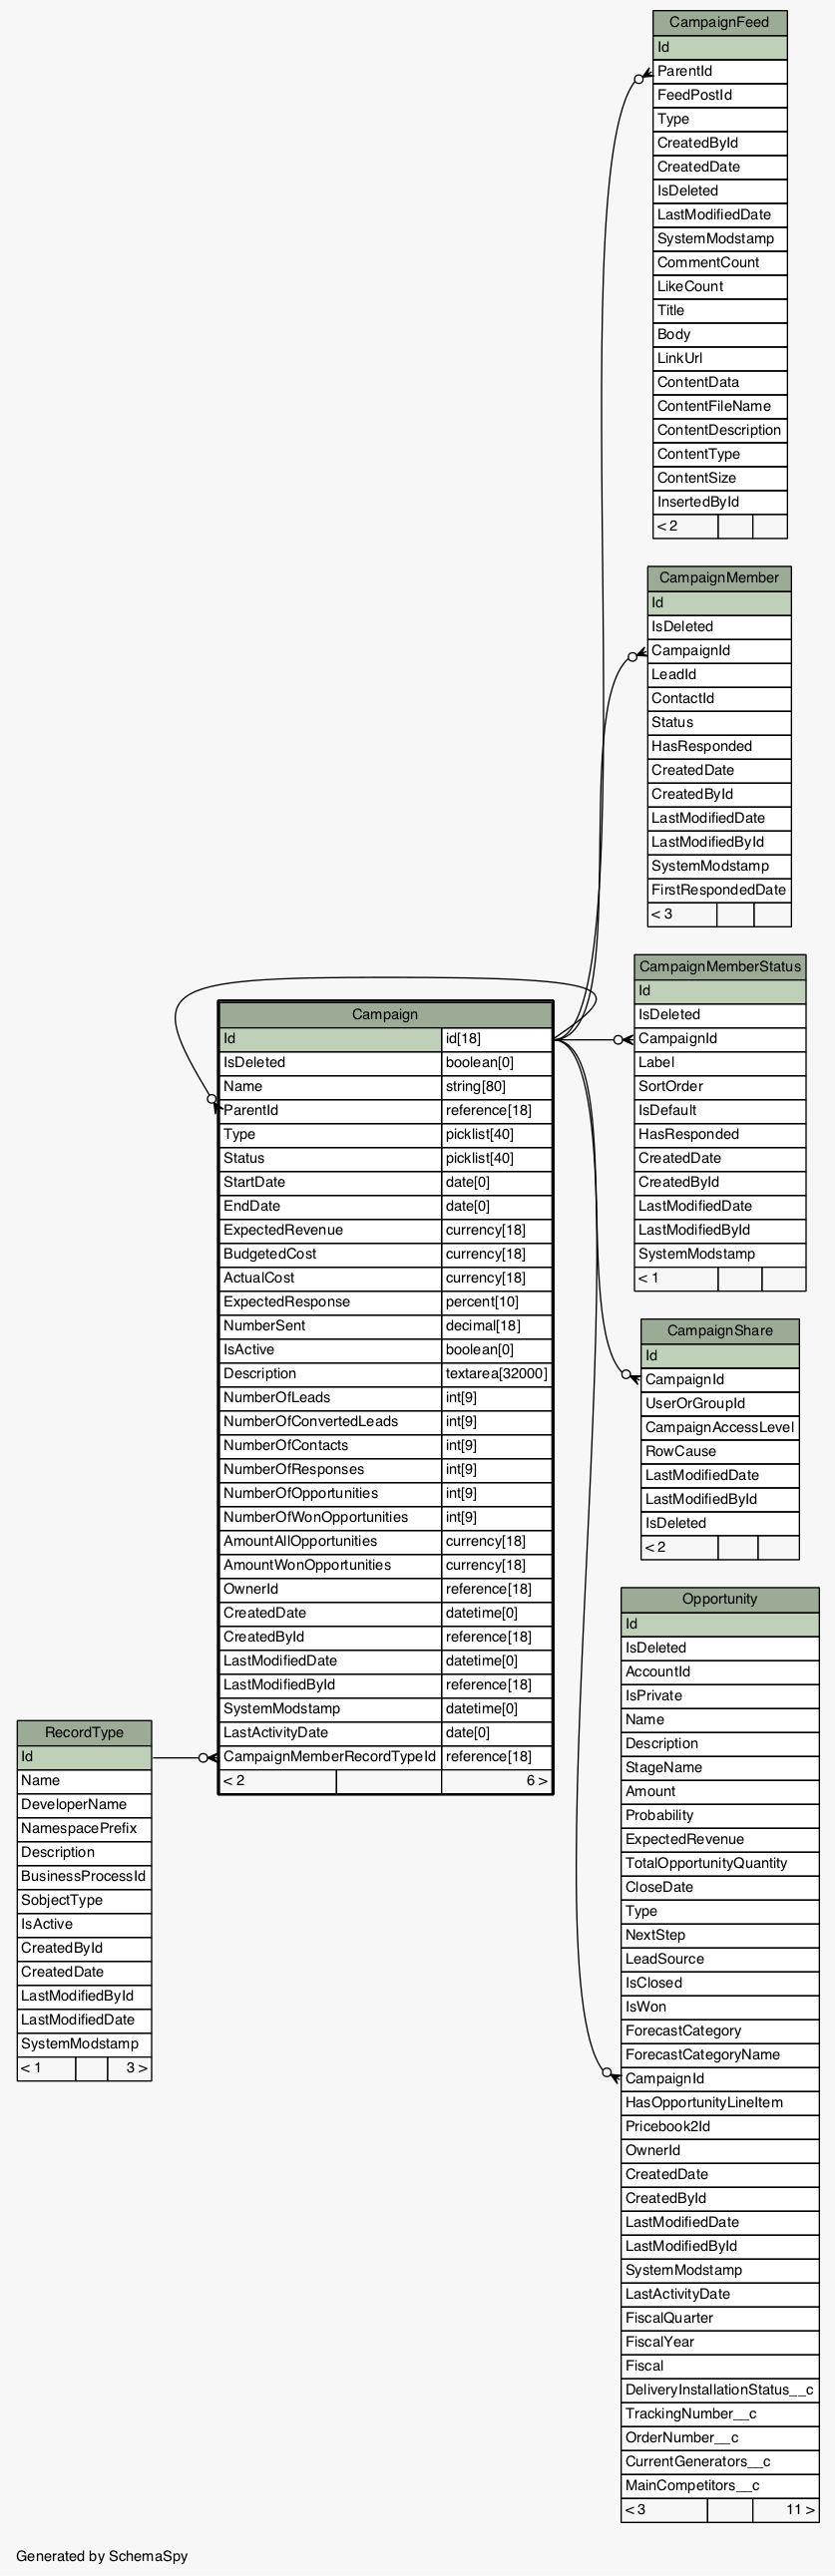 CampaignFeed
Id
ParentId
FeedPostId
Type
CreatedById
CreatedDate
IsDeleted
LastModifiedDate
SystemModstamp
CommentCount
LikeCount
Title
Body
LinkUrl
ContentData
ContentFileName
ContentDescription
ContentType
ContentSize
InsertedById
< 2
CampaignMember
Id
IsDeleted
CampaignId
LeadId
ContactId
Status
HasResponded
CreatedDate
CreatedById
LastModifiedDate
LastModifiedById
SystemModstamp
FirstRespondedDate
< 3
CampaignMemberStatus
Id
IsDeleted
CampaignId
Label
SortOrder
IsDefault
HasResponded
CreatedDate
CreatedById
LastModifiedDate
LastModifiedById
SystemModstamp
< 1
Campaign
Id id[18]
IsDeleted boolean[0]
Name string[80]
ParentId reference[18]
Type picklist[40]
Status picklist[40]
StartDate date[0]
EndDate date[0]
ExpectedRevenue currency[18]
BudgetedCost currency[18]
ActualCost currency[18]
ExpectedResponse percent[10]
NumberSent decimal[18]
IsActive boolean[0]
Description textarea[32000]
NumberOfLeads int[9]
NumberOfConvertedLeads int[9]
NumberOfContacts int[9]
NumberOfResponses int[9]
NumberOfOpportunities int[9]
NumberOfWonOpportunities int[9]
AmountAllOpportunities currency[18]
AmountWonOpportunities currency[18]
OwnerId reference[18]
CreatedDate datetime[0]
CreatedById reference[18]
LastModifiedDate datetime[0]
LastModifiedById reference[18]
SystemModstamp datetime[0]
LastActivityDate date[0]
CampaignMemberRecordTypeId reference[18]
< 2 6 >
CampaignShare
Id
CampaignId
UserOrGroupId
CampaignAccessLevel
RowCause
LastModifiedDate
LastModifiedById
IsDeleted
< 2
Opportunity
Id
IsDeleted
AccountId
IsPrivate
Name
Description
StageName
Amount
Probability
ExpectedRevenue
TotalOpportunityQuantity
CloseDate
Type
NextStep
LeadSource
IsClosed
IsWon
ForecastCategory
ForecastCategoryName
CampaignId
HasOpportunityLineItem
Pricebook2Id
OwnerId
CreatedDate
CreatedById
LastModifiedDate
LastModifiedById
SystemModstamp
LastActivityDate
FiscalQuarter
FiscalYear
Fiscal
DeliveryInstallationStatus__c
TrackingNumber__c
OrderNumber__c
CurrentGenerators__c
MainCompetitors__c
< 3 11 >
RecordType
Id
Name
DeveloperName
NamespacePrefix
Description
BusinessProcessId
SobjectType
IsActive
CreatedById
CreatedDate
LastModifiedById
LastModifiedDate
SystemModstamp
< 1 3 >
Generated by SchemaSpy